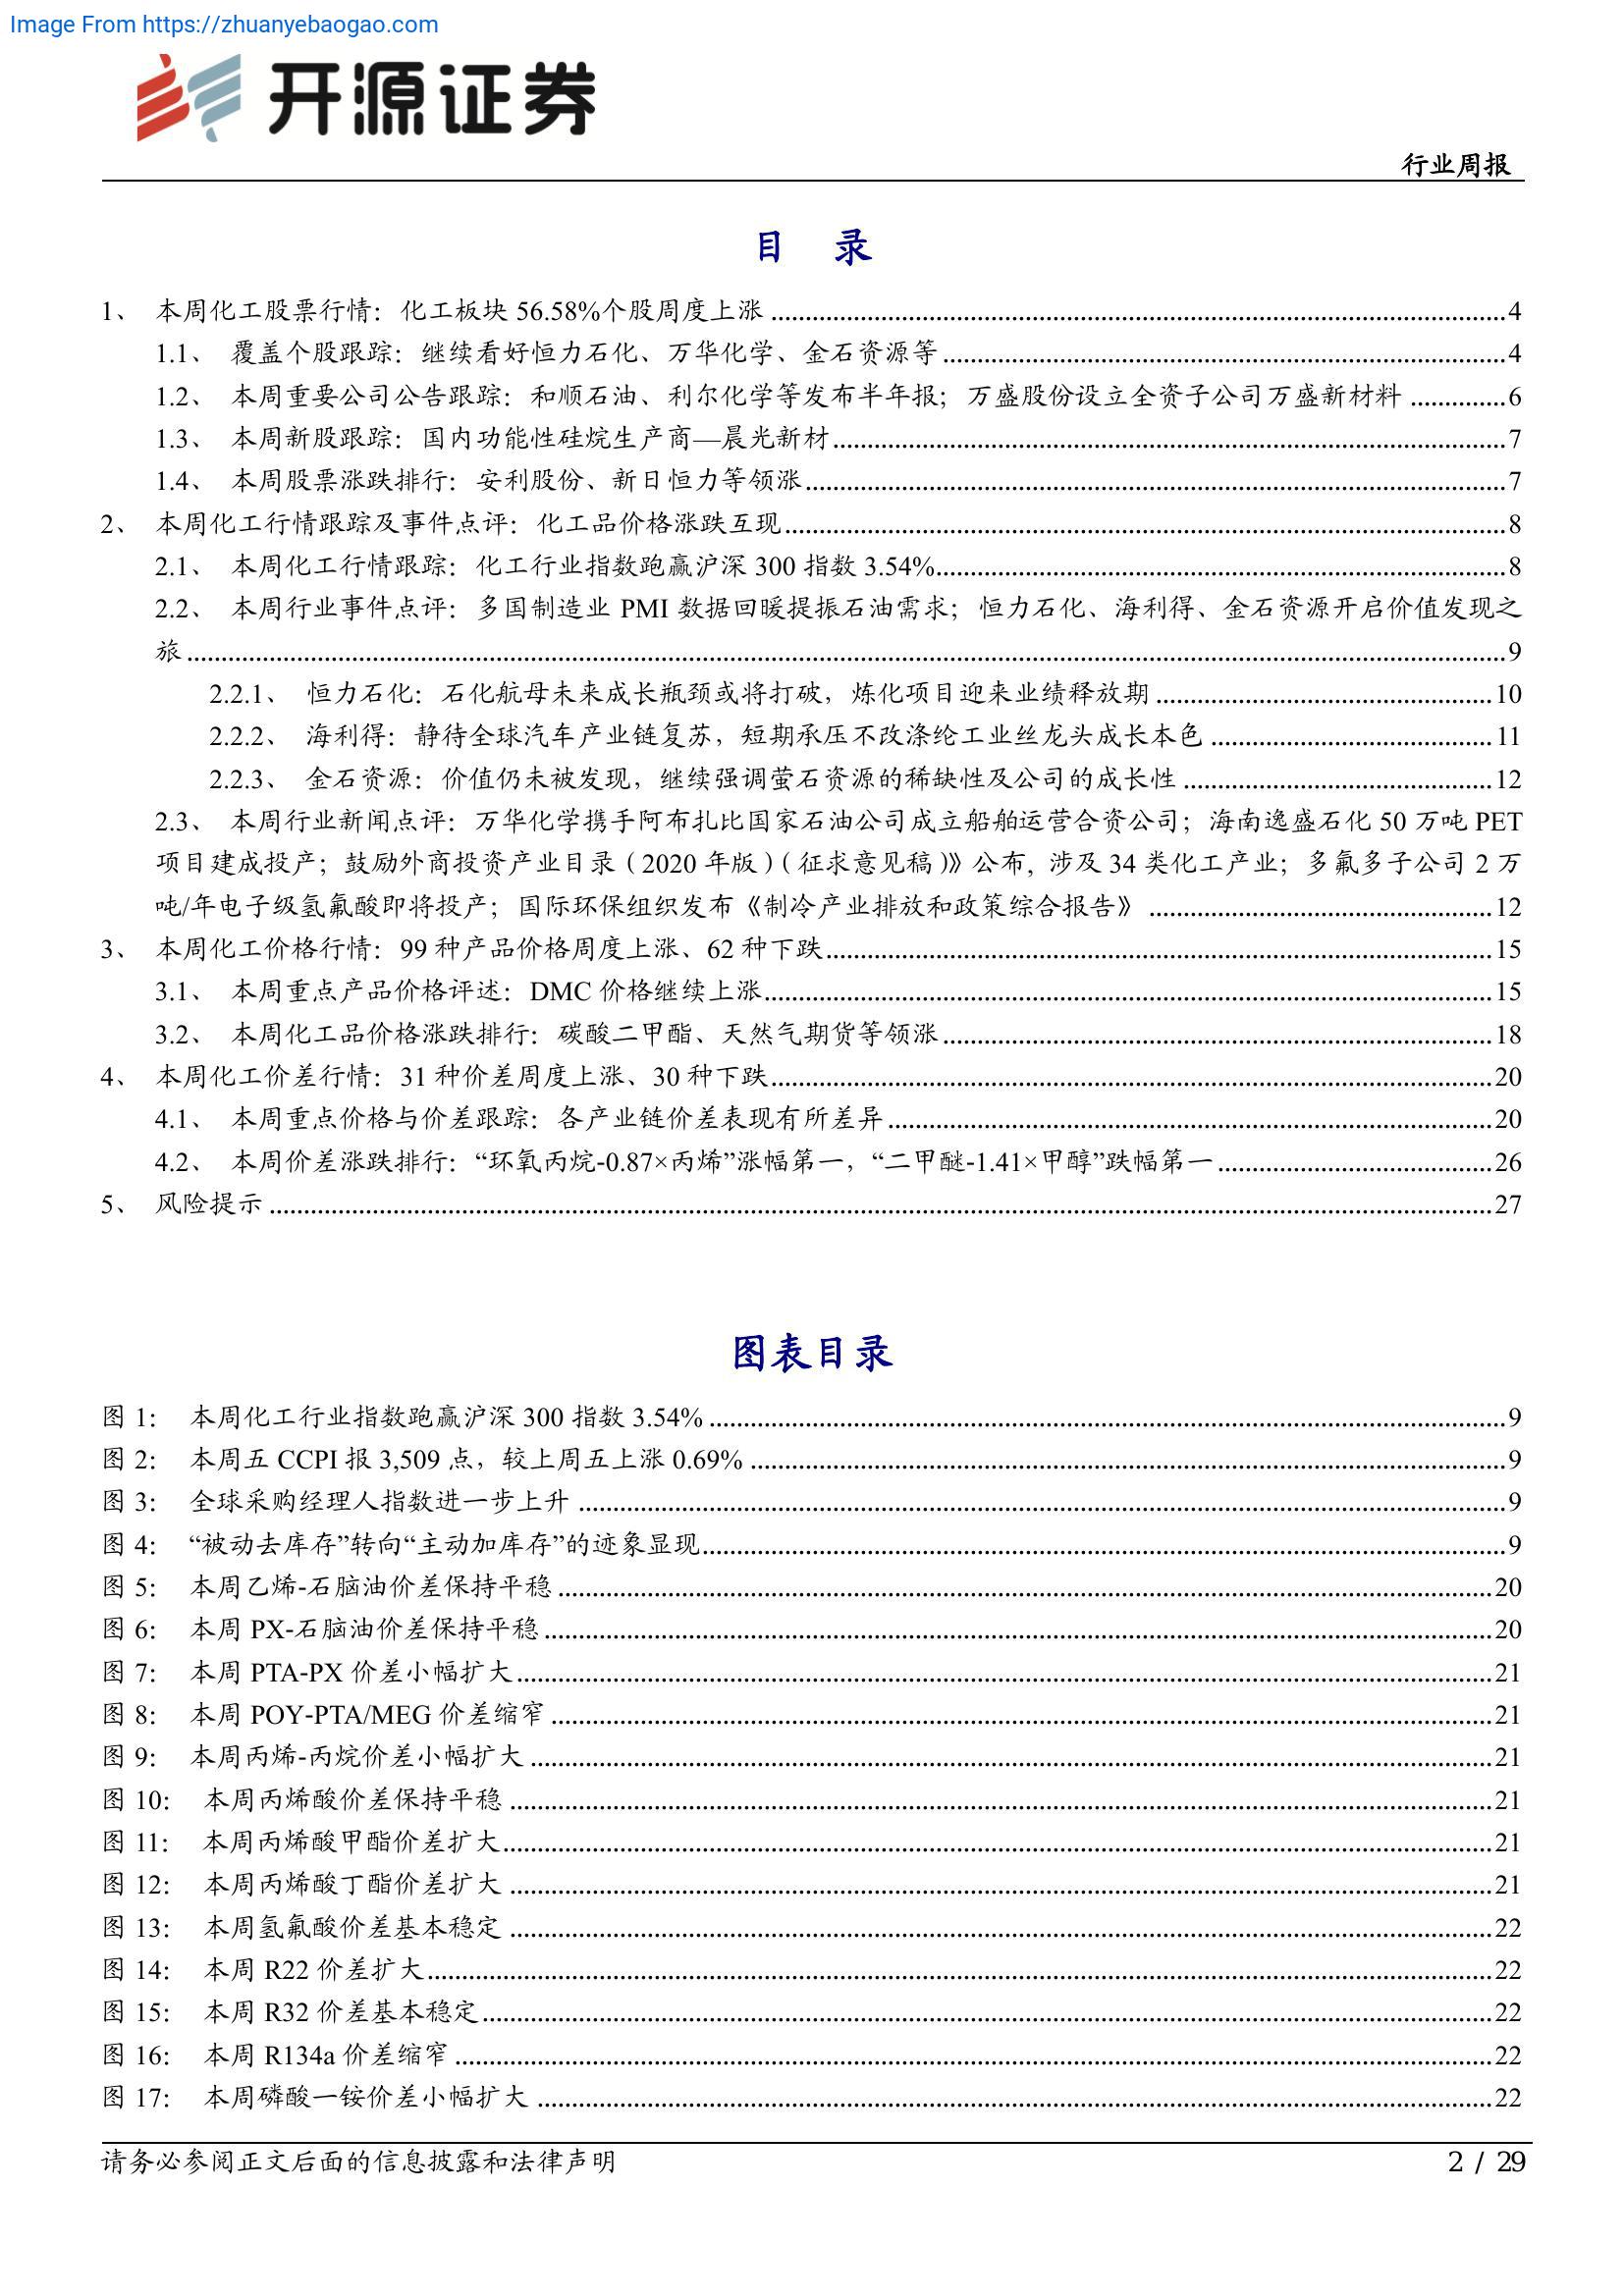 Image From https://zhuanyebaogao.com
开源证券
行业周报
目 录
1、 本周化工股票行情：化工板块 56.58%个股周度上涨 4
1.1、 覆盖个股跟踪：继续看好恒力石化、万华化学、金石资源等 4
1.2、 本周重要公司公告跟踪：和顺石油、利尔化学等发布半年报；万盛股份设立全资子公司万盛新材料 6
1.3、 本周新股跟踪：国内功能性硅烷生产商—晨光新材 7
1.4、 本周股票涨跌排行：安利股份、新日恒力等领涨 7
2、 本周化工行情跟踪及事件点评：化工品价格涨跌互现 8
2.1、 本周化工行情跟踪：化工行业指数跑赢沪深 300 指数 3.54% 8
2.2、 本周行业事件点评：多国制造业 PMI 数据回暖提振石油需求；恒力石化、海利得、金石资源开启价值发现之
旅 9
2.2.1、 恒力石化：石化航母未来成长瓶颈或将打破，炼化项目迎来业绩释放期 10
2.2.2、 海利得：静待全球汽车产业链复苏，短期承压不改涤纶工业丝龙头成长本色 11
2.2.3、 金石资源：价值仍未被发现，继续强调萤石资源的稀缺性及公司的成长性 12
2.3、 本周行业新闻点评：万华化学携手阿布扎比国家石油公司成立船舶运营合资公司；海南逸盛石化 50 万吨 PET
项目建成投产；鼓励外商投资产业目录（2020 年版）（征求意见稿）》公布, 涉及 34 类化工产业；多氟多子公司 2 万
吨/年电子级氢氟酸即将投产；国际环保组织发布《制冷产业排放和政策综合报告》 12
3、 本周化工价格行情：99 种产品价格周度上涨、62 种下跌 15
3.1、 本周重点产品价格评述：DMC 价格继续上涨 15
3.2、 本周化工品价格涨跌排行：碳酸二甲酯、天然气期货等领涨 18
4、 本周化工价差行情：31 种价差周度上涨、30 种下跌 20
4.1、 本周重点价格与价差跟踪：各产业链价差表现有所差异 20
4.2、 本周价差涨跌排行：“环氧丙烷-0.87×丙烯”涨幅第一，“二甲醚-1.41×甲醇”跌幅第一 26
5、 风险提示 27
图表目录
图 1： 本周化工行业指数跑赢沪深 300 指数 3.54% 9
图 2： 本周五 CCPI 报 3,509 点，较上周五上涨 0.69% 9
图 3： 全球采购经理人指数进一步上升 9
图 4： “被动去库存”转向“主动加库存”的迹象显现 9
图 5： 本周乙烯-石脑油价差保持平稳 20
图 6： 本周 PX-石脑油价差保持平稳 20
图 7： 本周 PTA-PX 价差小幅扩大 21
图 8： 本周 POY-PTA/MEG 价差缩窄 21
图 9： 本周丙烯-丙烷价差小幅扩大 21
图 10： 本周丙烯酸价差保持平稳 21
图 11： 本周丙烯酸甲酯价差扩大 21
图 12： 本周丙烯酸丁酯价差扩大 21
图 13： 本周氢氟酸价差基本稳定 22
图 14： 本周 R22 价差扩大 22
图 15： 本周 R32 价差基本稳定 22
图 16： 本周 R134a 价差缩窄 22
图 17： 本周磷酸一铵价差小幅扩大 22
请务必参阅正文后面的信息披露和法律声明 2 / 29